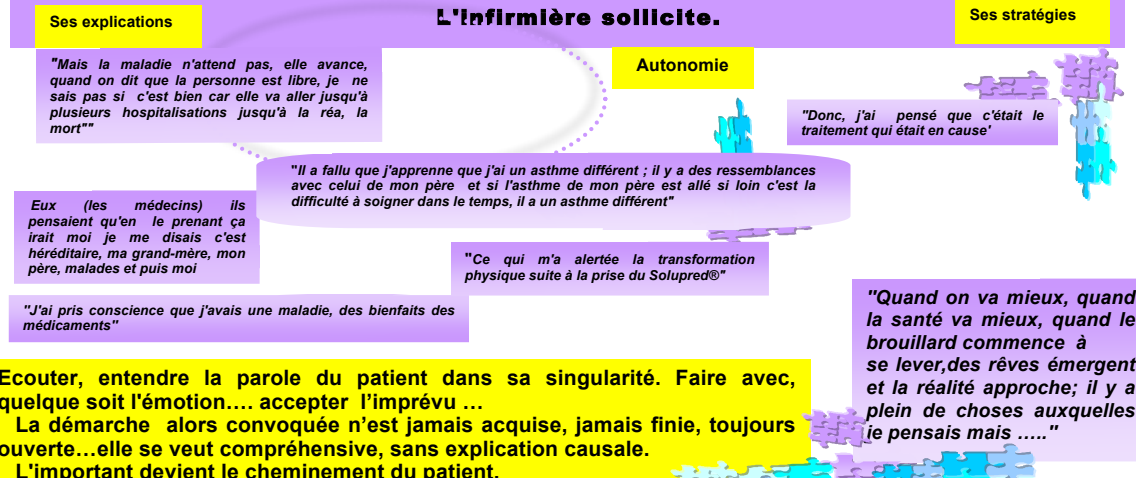 Ses explications
L'Infirmière sollicite.
Ses stratégies
"Mais la maladie n'attend pas, elle avance,
quand on dit que la personne est libre, je ne
sais pas si c'est bien car elle va aller jusqu'à
plusieurs hospitalisations jusqu'à la réa, la
mort""
Autonomie
"Donc, j'ai pensé que c'était le
traitement qui était en cause'
"Il a fallu que j'apprenne que j'ai un asthme différent ; il y a des ressemblances
avec celui de mon père et si l'asthme de mon père est allé si loin c'est la
difficulté à soigner dans le temps, il a un asthme différent"
Eux (les médecins) ils
pensaient qu'en le prenant ça
irait moi je me disais c'est
héréditaire, ma grand-mère, mon
père, malades et puis moi
"Ce qui m'a alertée la transformation
physique suite à la prise du Solupred®"
"J'ai pris conscience que j'avais une maladie, des bienfaits des
médicaments"
"Quand on va mieux, quand
la santé va mieux, quand le
brouillard commence à
se lever,des rêves émergent
et la réalité approche; il y a
plein de choses auxquelles
je pensais mais ….."
Ecouter, entendre la parole du patient dans sa singularité. Faire avec,
quelque soit l'émotion…. accepter l’imprévu …
La démarche alors convoquée n’est jamais acquise, jamais finie, toujours
ouverte…elle se veut compréhensive, sans explication causale.
L'important devient le cheminement du patient.